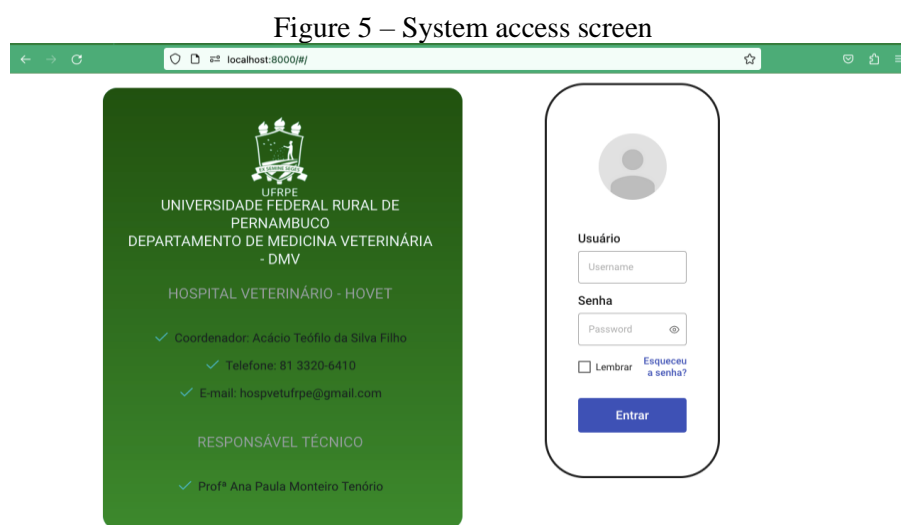 Figure 5 – System access screen
localhost:8000/#/
UFRPE
UNIVERSIDADE FEDERAL RURAL DE
PERNAMBUCO
DEPARTAMENTO DE MEDICINA VETERINÁRIA
- DMV
HOSPITAL VETERINÁRIO - HOVET
Coordenador: Acácio Teófilo da Silva Filho
Telefone: 81 3320-6410
E-mail: hospvetufrpe@gmail.com
RESPONSÁVEL TÉCNICO
Profª Ana Paula Monteiro Tenório
Usuário
Username
Senha
Password
Lembrar
Esqueceu
a senha?
Entrar